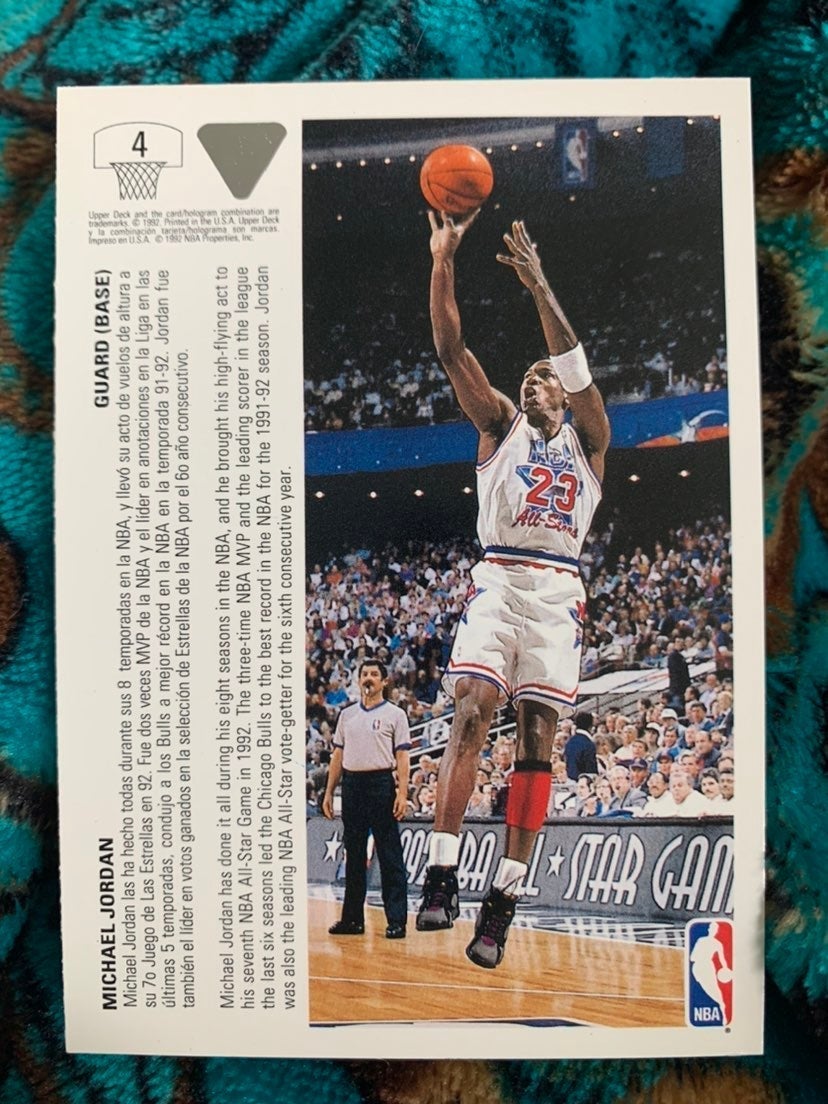 4
Upper Deck and the card/hologram combination are
trademarks. © 1992. Printed in the U.S.A. Upper Deck
y la combinación tarjeta/holograma son marcas.
Impreso en U.S.A. © 1992 NBA Properties, Inc.
MICHAEL JORDAN GUARD (BASE)
Michael Jordan las ha hecho todas durante sus 8 temporadas en la NBA, y llevó su acto de vuelos de altura a
su 7o Juego de Las Estrellas en 92. Fue dos veces MVP de la NBA y el líder en anotaciones en la Liga en las
últimas 5 temporadas, condujo a los Bulls a mejor récord en la NBA en la temporada 91-92. Jordan fue
también el líder en votos ganados en la selección de Estrellas de la NBA por el 6o año consecutivo.
Michael Jordan has done it all during his eight seasons in the NBA, and he brought his high-flying act to
his seventh NBA All-Star Game in 1992. The three-time NBA MVP and the leading scorer in the league
the last six seasons led the Chicago Bulls to the best record in the NBA for the 1991-92 season. Jordan
was also the leading NBA All-Star vote-getter for the sixth consecutive year.
NBA
23
All-Stars
STAR GAM
NBA
®